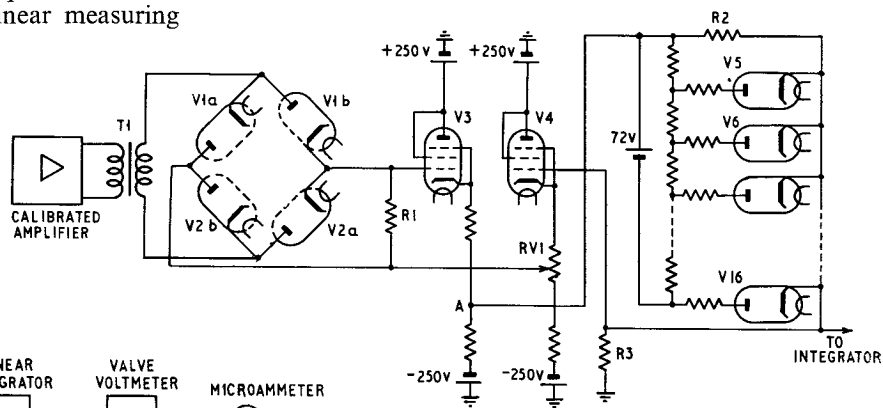 near measuring
R2
+250V
+250V
V5
V1a
V1b
V3
V4
T1
V6
72V
CALIBRATED
AMPLIFIER
V2b
V2a
R1
RV1
V16
A
TO
INTEGRATOR
R3
-250V
-250V
NEAR
GRATOR
VALVE
VOLTMETER
MICROAMMETER